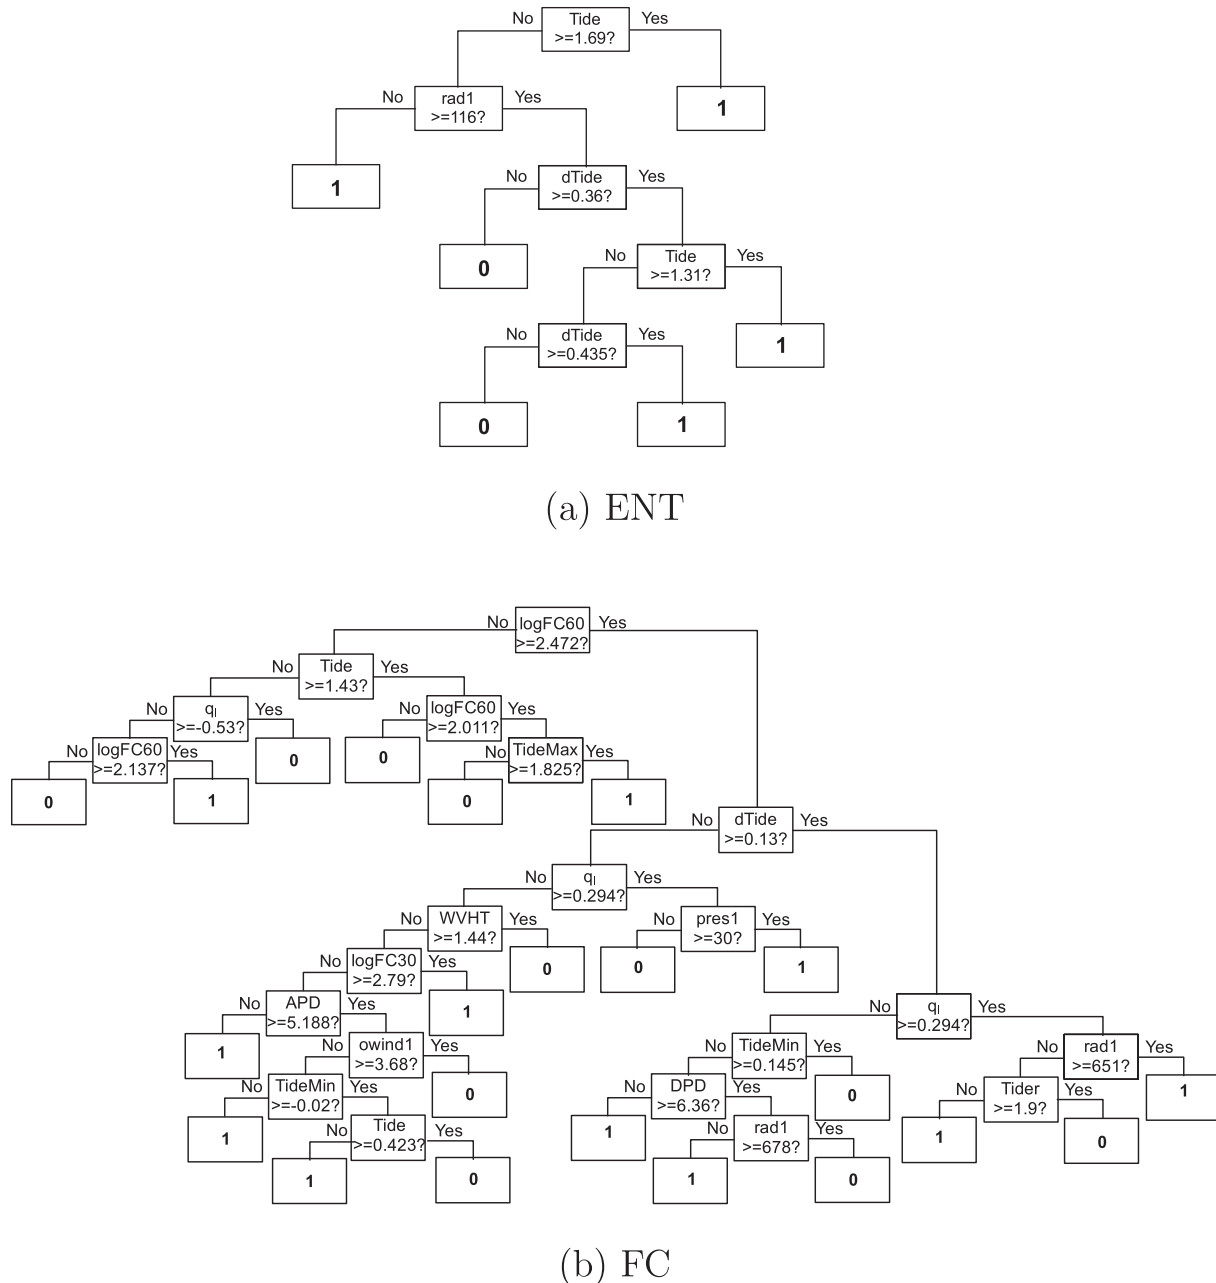 No Tide Yes
>=1.69?
No rad1 Yes
>=116?
1
1
No dTide Yes
>=0.36?
0
No Tide Yes
>=1.31?
No dTide Yes
>=0.435?
1
0
1
(a) ENT
No logFC60 Yes
>=2.472?
No Tide Yes
>=1.43?
No qI Yes
>=-0.53?
No logFC60 Yes
>=2.011?
No logFC60 Yes
>=2.137?
0
0
No TideMax Yes
>=1.825?
0
1
0
1
No dTide Yes
>=0.13?
No qI Yes
>=0.294?
No WVHT Yes
>=1.44?
No pres1 Yes
>=30?
No logFC30 Yes
>=2.79?
0
0
1
No APD Yes
>=5.188?
1
No qI Yes
>=0.294?
1
No owind1 Yes
>=3.68?
No TideMin Yes
>=0.145?
No rad1 Yes
>=651?
No TideMin Yes
>=-0.02?
0
No DPD Yes
>=6.36?
0
No Tider Yes
>=1.9?
1
1
No Tide Yes
>=0.423?
1
No rad1 Yes
>=678?
1
0
1
0
1
0
(b) FC